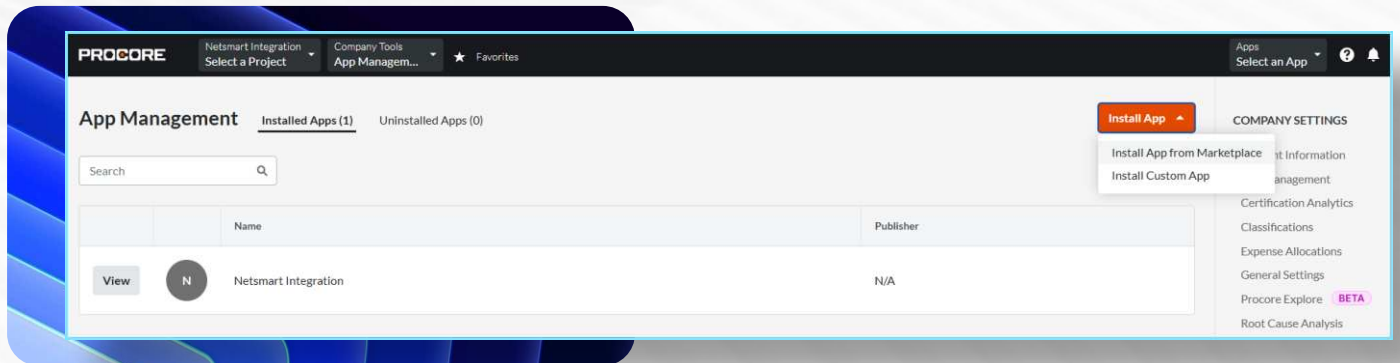 PROCORE
Netsmart Integration
Select a Project
Company Tools
App Managem...
★ Favorites
Apps
Select an App
App Management
Installed Apps (1)
Uninstalled Apps (0)
Install App
Install App from Marketplace
Install Custom App
Search
Name
Publisher
View
N
Netsmart Integration
N/A
COMPANY SETTINGS
Information
Certification Analytics
Classifications
Expense Allocations
General Settings
Procore Explore BETA
Root Cause Analysis